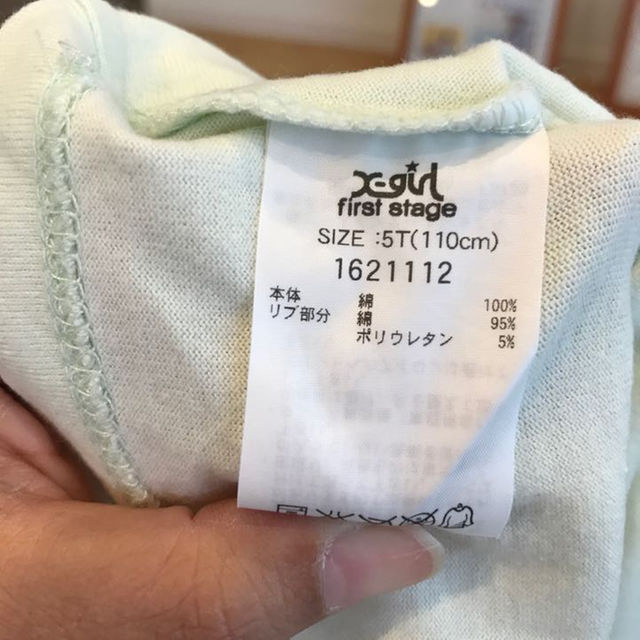 X-girl
first stage
SIZE :5T(110cm)
1621112
本体 綿 100%
リブ部分 綿 95%
ポリウレタン 5%